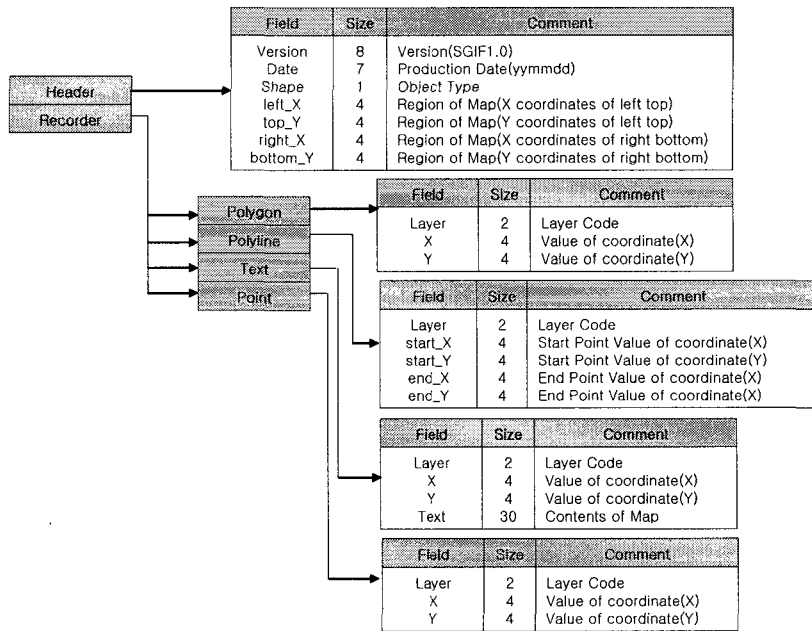 Field Size Comment
Version 8 Version(SGIF1.0)
Date 7 Production Date(yymmdd)
Shape 1 Object Type
left_X 4 Region of Map(X coordinates of left top)
top_Y 4 Region of Map(Y coordinates of left top)
right_X 4 Region of Map(X coordinates of right bottom)
bottom_Y 4 Region of Map(Y coordinates of right bottom)
Header
Recorder
Polygon
Polyline
Text
Point
Field Size Comment
Layer 2 Layer Code
X 4 Value of coordinate(X)
Y 4 Value of coordinate(Y)
Field Size Comment
Layer 2 Layer Code
start_X 4 Start Point Value of coordinate(X)
start_Y 4 Start Point Value of coordinate(Y)
end_X 4 End Point Value of coordinate(X)
end_Y 4 End Point Value of coordinate(X)
Field Size Comment
Layer 2 Layer Code
X 4 Value of coordinate(X)
Y 4 Value of coordinate(Y)
Text 30 Contents of Map
Field Size Comment
Layer 2 Layer Code
X 4 Value of coordinate(X)
Y 4 Value of coordinate(Y)